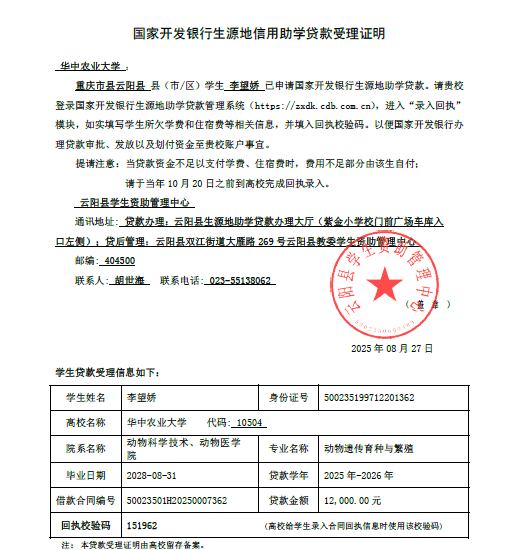 国家开发银行生源地信用助学贷款受理证明
华中农业大学 ：
重庆市县云阳县 县（市/区）学生 李望娇 已申请国家开发银行生源地助学贷款。请贵校
登录国家开发银行生源地助学贷款管理系统（https://zxdk.cdb.com.cn），进入“录入回执”
模块，如实填写学生所欠学费和住宿费等相关信息，并填入回执校验码。以便国家开发银行办
理贷款审批、发放以及划付资金至贵校账户事宜。
提请注意：当贷款资金不足以支付学费、住宿费时，费用不足部分由该生自付；
请于当年 10 月 20 日之前到高校完成回执录入。
云阳县学生资助管理中心
通讯地址：贷款办理：云阳县生源地助学贷款办理大厅（紫金小学校门前广场车库入
口左侧）；贷后管理：云阳县双江街道大雁路 269 号云阳县教委学生资助管理中心
邮编：404500
联系人：胡世海 联系电话：023-55138062
云阳县学生资助管理中心
（盖 章 ）
2025 年 08 月 27 日
学生贷款受理信息如下：
学生姓名 李望娇 身份证号 500235199712201362
高校名称 华中农业大学 代码：10504
院系名称 动物科学技术、动物医学院 专业名称 动物遗传育种与繁殖
毕业日期 2028-08-31 贷款学年 2025 年-2026 年
借款合同编号 50023501H20250007362 贷款金额 12,000.00 元
回执校验码 151962 （高校给学生录入合同回执信息时使用该校验码）
注：本贷款受理证明由高校留存备案。